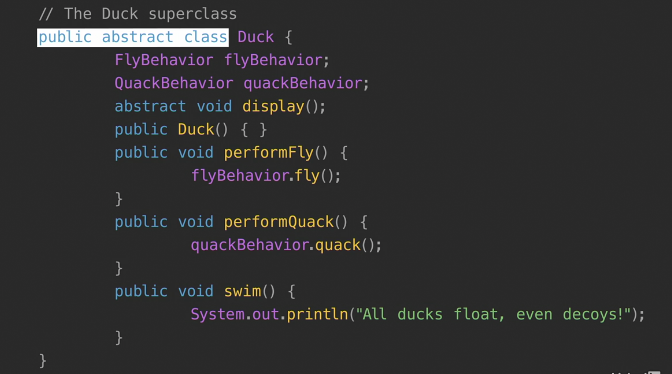 // The Duck superclass
public abstract class Duck {
FlyBehavior flyBehavior;
QuackBehavior quackBehavior;
abstract void display();
public Duck() { }
public void performFly() {
flyBehavior.fly();
}
public void performQuack() {
quackBehavior.quack();
}
public void swim() {
System.out.println("All ducks float, even decoys!");
}
}